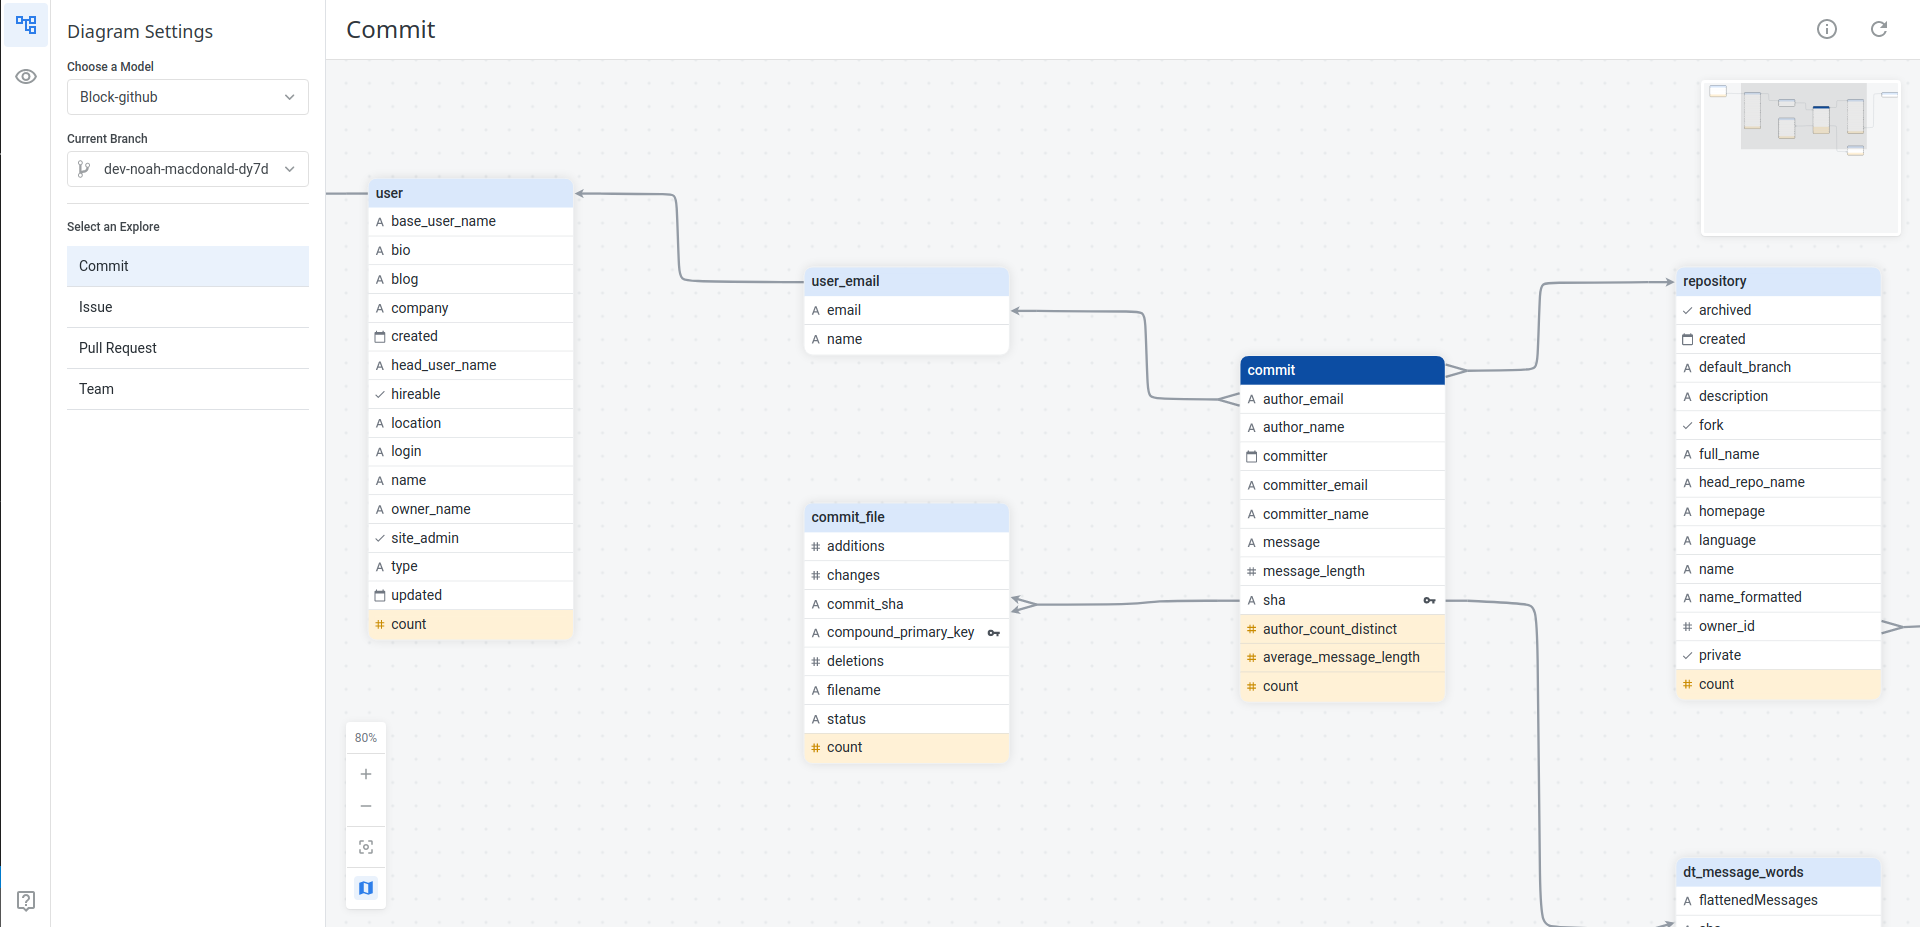 Diagram Settings
Choose a Model
Block-github
Current Branch
dev-noah-macdonald-dy7d
Select an Explore
Commit
Issue
Pull Request
Team
Commit
user
base_user_name
bio
blog
company
created
head_user_name
hireable
location
login
name
owner_name
site_admin
type
updated
count
user_email
email
name
commit_file
additions
changes
commit_sha
compound_primary_key
deletions
filename
status
count
commit
author_email
author_name
committer
committer_email
committer_name
message
message_length
sha
author_count_distinct
average_message_length
count
repository
archived
created
default_branch
description
fork
full_name
head_repo_name
homepage
language
name
name_formatted
owner_id
private
count
dt_message_words
flattenedMessages
80%